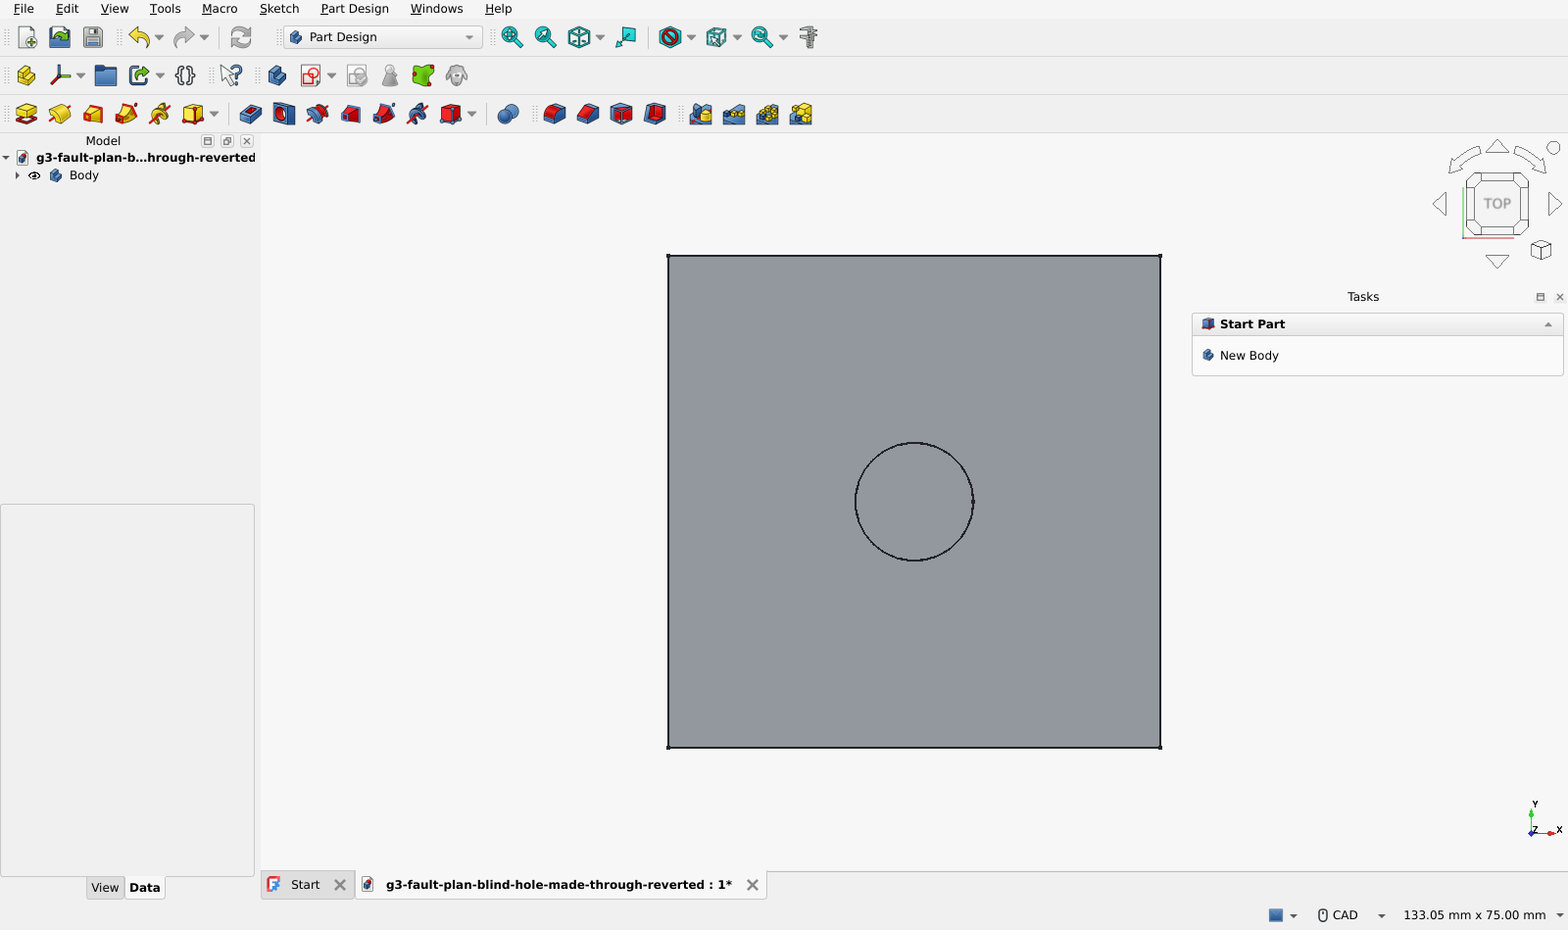 File Edit View Tools Macro Sketch Part Design Windows Help
Part Design
Model
g3-fault-plan-b...hrough-reverted
Body
TOP
Tasks
Start Part
New Body
Y
Z X
View Data
Start
g3-fault-plan-blind-hole-made-through-reverted : 1*
CAD
133.05 mm x 75.00 mm